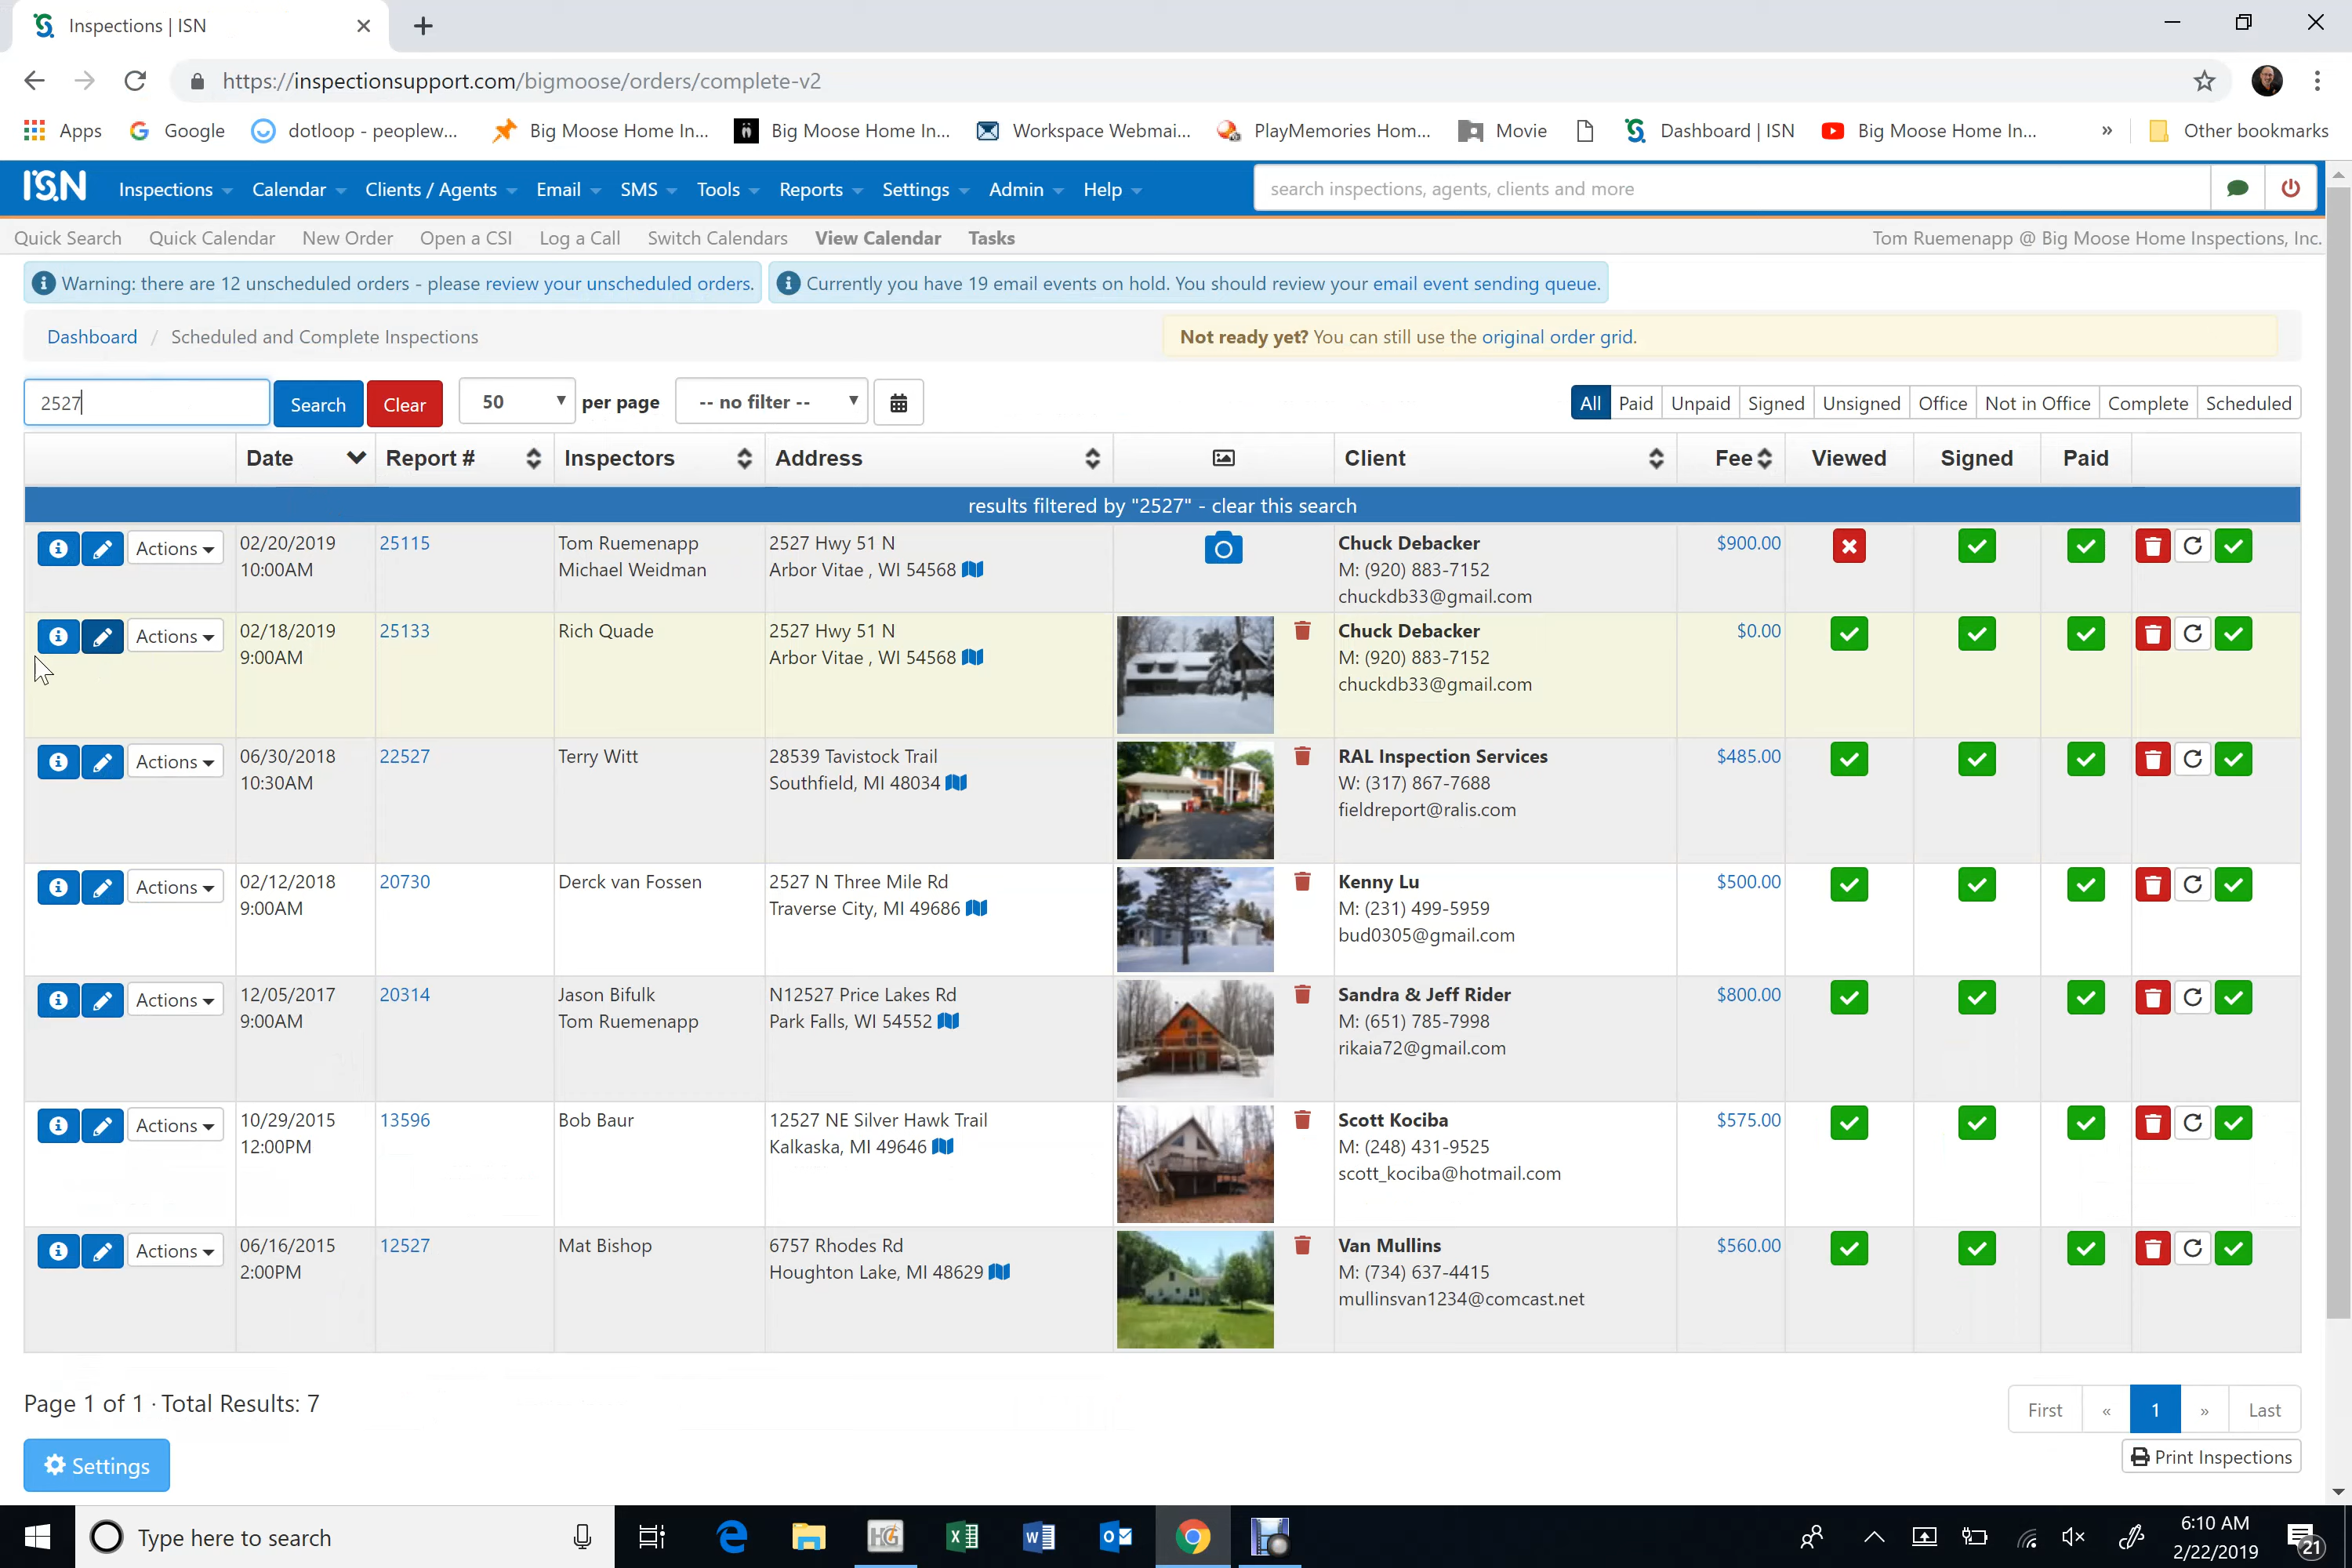 Inspections | ISN
https://inspectionsupport.com/bigmoose/orders/complete-v2
Apps Google dotloop - peoplew... Big Moose Home In... Big Moose Home In... Workspace Webmai... PlayMemories Hom... Movie Dashboard | ISN Big Moose Home In... » Other bookmarks
ISN Inspections Calendar Clients / Agents Email SMS Tools Reports Settings Admin Help search inspections, agents, clients and more
Quick Search Quick Calendar New Order Open a CSI Log a Call Switch Calendars View Calendar Tasks Tom Ruemenapp @ Big Moose Home Inspections, Inc.
Warning: there are 12 unscheduled orders - please review your unscheduled orders. Currently you have 19 email events on hold. You should review your email event sending queue.
Dashboard / Scheduled and Complete Inspections Not ready yet? You can still use the original order grid.
2527 Search Clear 50 per page -- no filter -- All Paid Unpaid Signed Unsigned Office Not in Office Complete Scheduled
Date Report # Inspectors Address Client Fee Viewed Signed Paid
results filtered by "2527" - clear this search
Actions 02/20/2019 25115 Tom Ruemenapp 2527 Hwy 51 N Chuck Debacker $900.00
10:00AM Michael Weidman Arbor Vitae , WI 54568 M: (920) 883-7152
chuckdb33@gmail.com
Actions 02/18/2019 25133 Rich Quade 2527 Hwy 51 N Chuck Debacker $0.00
9:00AM Arbor Vitae , WI 54568 M: (920) 883-7152
chuckdb33@gmail.com
Actions 06/30/2018 22527 Terry Witt 28539 Tavistock Trail RAL Inspection Services $485.00
10:30AM Southfield, MI 48034 W: (317) 867-7688
fieldreport@ralis.com
Actions 02/12/2018 20730 Derck van Fossen 2527 N Three Mile Rd Kenny Lu $500.00
9:00AM Traverse City, MI 49686 M: (231) 499-5959
bud0305@gmail.com
Actions 12/05/2017 20314 Jason Bifulk N12527 Price Lakes Rd Sandra & Jeff Rider $800.00
9:00AM Tom Ruemenapp Park Falls, WI 54552 M: (651) 785-7998
rikaia72@gmail.com
Actions 10/29/2015 13596 Bob Baur 12527 NE Silver Hawk Trail Scott Kociba $575.00
12:00PM Kalkaska, MI 49646 M: (248) 431-9525
scott_kociba@hotmail.com
Actions 06/16/2015 12527 Mat Bishop 6757 Rhodes Rd Van Mullins $560.00
2:00PM Houghton Lake, MI 48629 M: (734) 637-4415
mullinsvan1234@comcast.net
Page 1 of 1 · Total Results: 7 First « 1 » Last
Settings Print Inspections
Type here to search HG 6:10 AM
2/22/2019 21